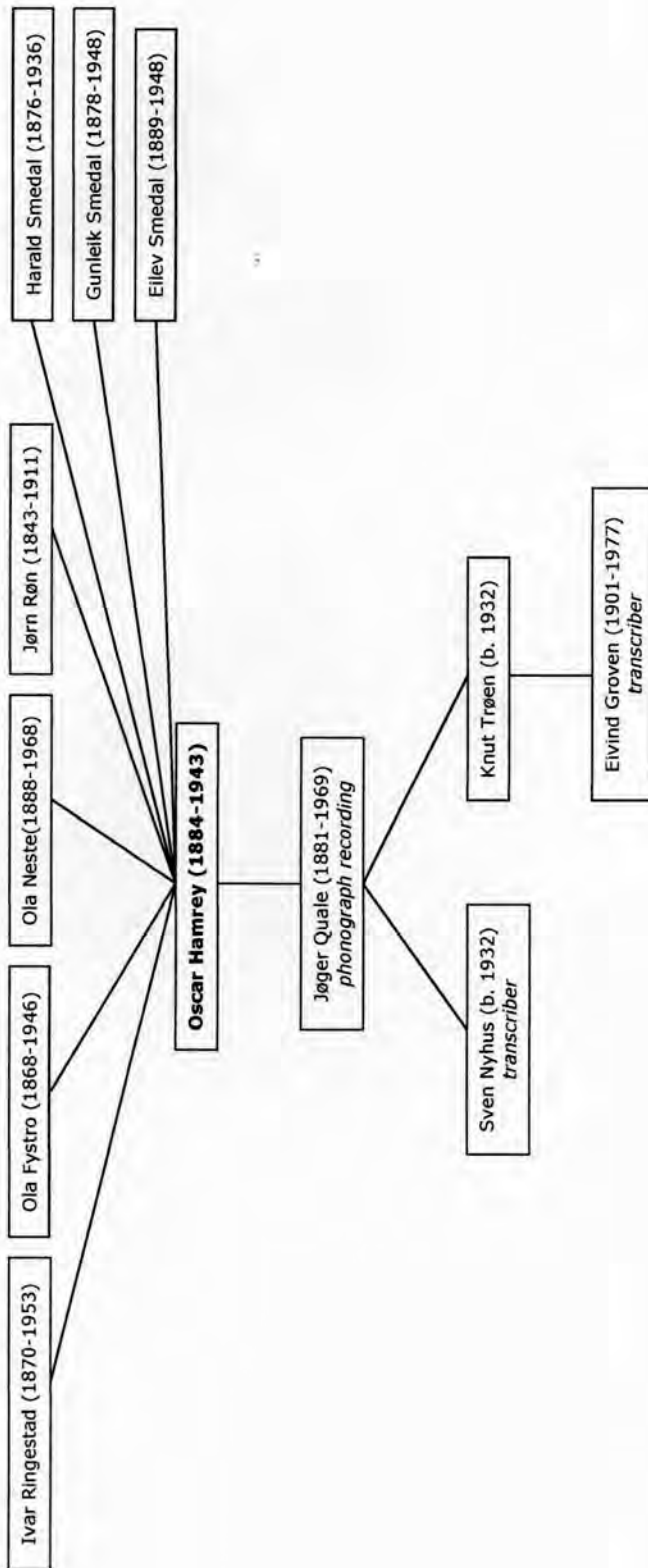 Ivar Ringestad (1870-1953)
Ola Fystro (1868-1946)
Ola Neste(1888-1968)
Jørn Røn (1843-1911)
Harald Smedal (1876-1936)
Gunleik Smedal (1878-1948)
Eilev Smedal (1889-1948)
Oscar Hamrey (1884-1943)
Jøger Quale (1881-1969)
phonograph recording
Sven Nyhus (b. 1932)
transcriber
Knut Trøen (b. 1932)
Eivind Groven (1901-1977)
transcriber